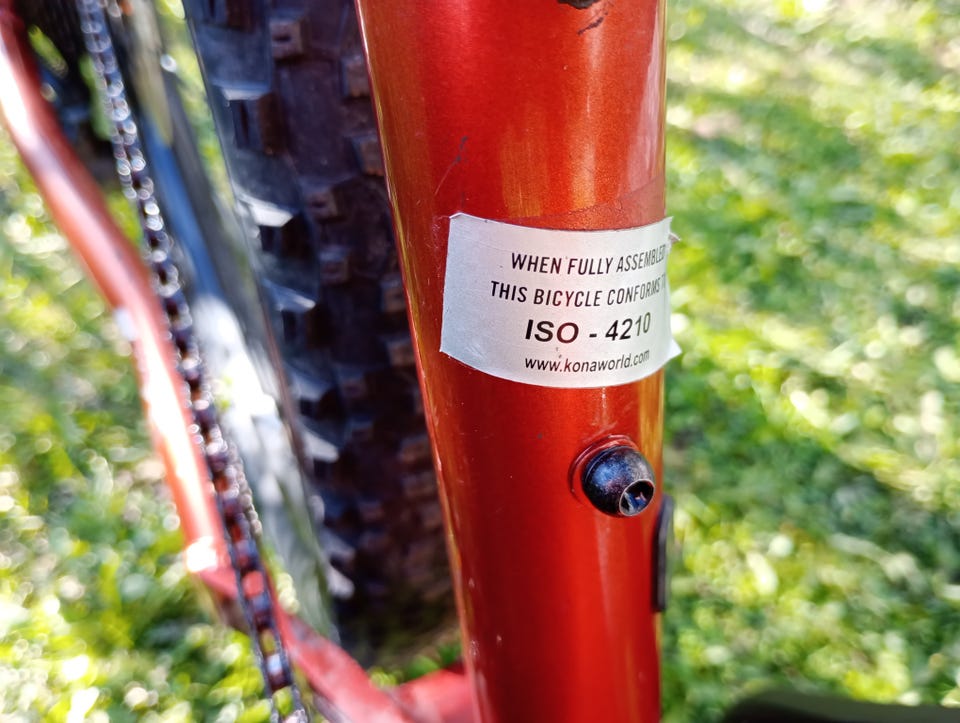 WHEN FULLY ASSEMBLED
THIS BICYCLE CONFORMS
ISO - 4210
www.konaworld.com